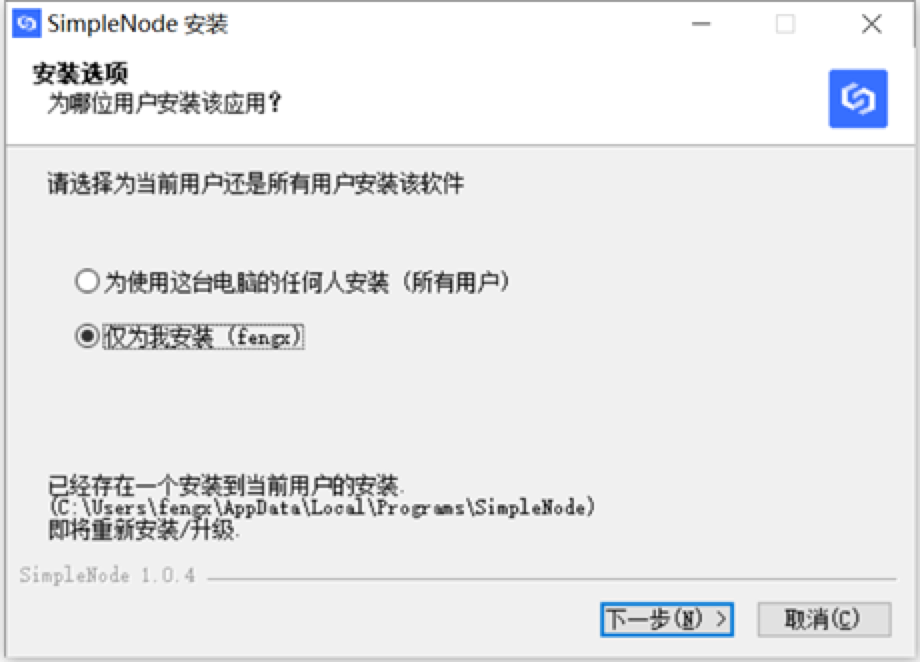 SimpleNode 安装
安装选项
为哪位用户安装该应用?
请选择为当前用户还是所有用户安装该软件
为使用这台电脑的任何人安装（所有用户）
仅为我安装（fengx）
已经存在一个安装到当前用户的安装.
(C:\Users\fengx\AppData\Local\Programs\SimpleNode)
即将重新安装/升级.
SimpleNode 1.0.4
下一步(N) >
取消(C)